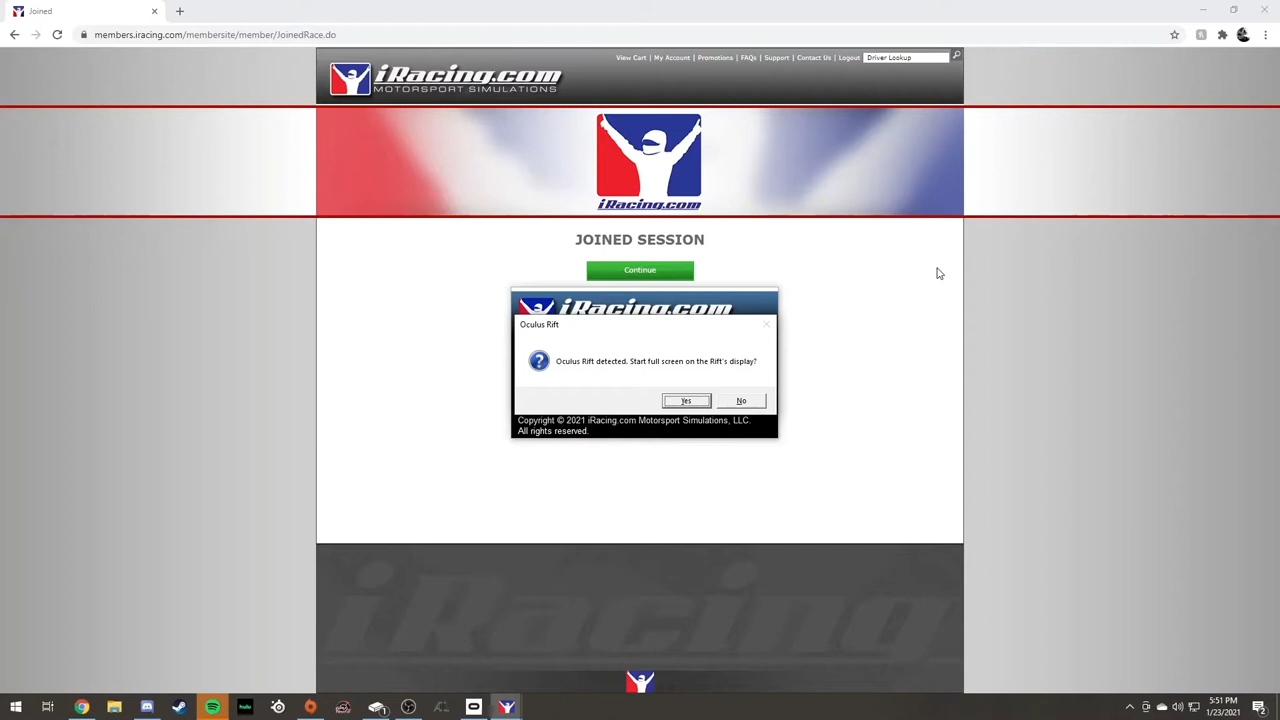 Joined
members.iracing.com/membersite/member/JoinedRace.do
View Cart | My Account | Promotions | FAQs | Support | Contact Us | Logout
Driver Lookup
iRacing.com
MOTORSPORT SIMULATIONS
iRacing.com
JOINED SESSION
Continue
iRacing.com
Oculus Rift
Oculus Rift detected. Start full screen on the Rift's display?
Yes
No
Copyright © 2021 iRacing.com Motorsport Simulations, LLC.
All rights reserved.
iRacing.com
hulu
5:51 PM
1/23/2021
2